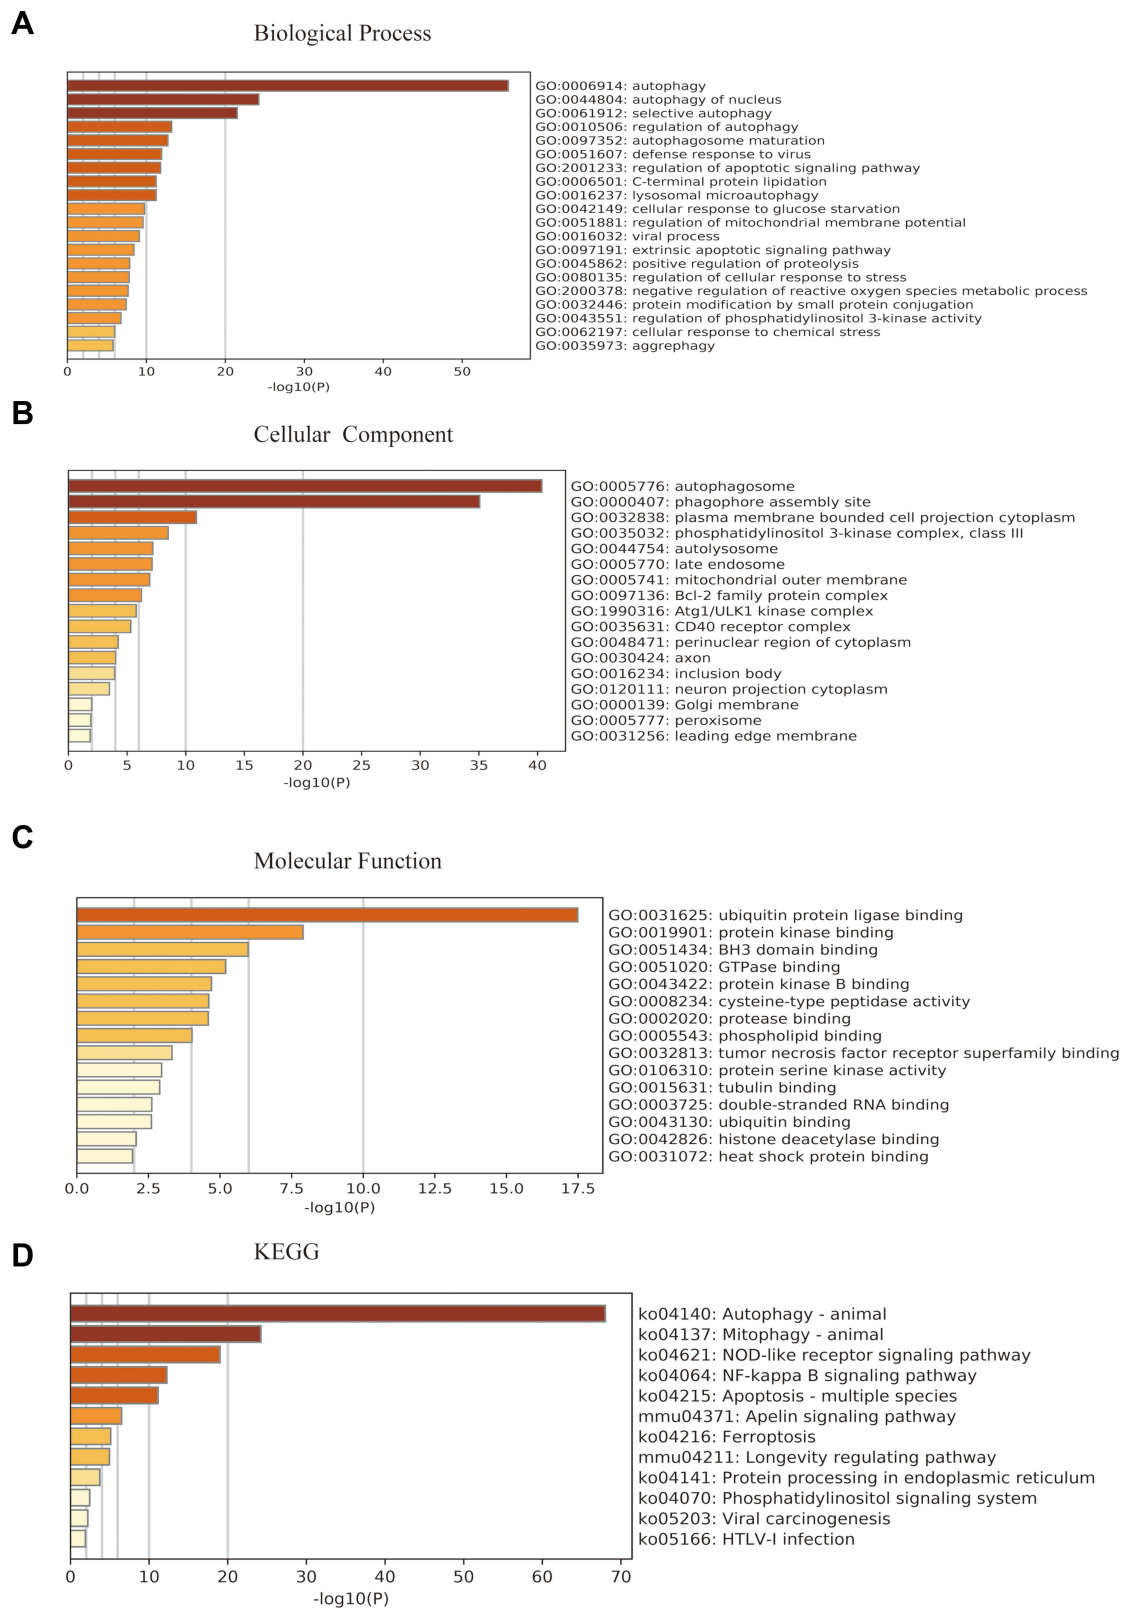 A
Biological Process
GO:0006914: autophagy
GO:0044804: autophagy of nucleus
GO:0061912: selective autophagy
GO:0010506: regulation of autophagy
GO:0097352: autophagosome maturation
GO:0051607: defense response to virus
GO:2001233: regulation of apoptotic signaling pathway
GO:0006501: C-terminal protein lipidation
GO:0016237: lysosomal microautophagy
GO:0042149: cellular response to glucose starvation
GO:0051881: regulation of mitochondrial membrane potential
GO:0016032: viral process
GO:0097191: extrinsic apoptotic signaling pathway
GO:0045862: positive regulation of proteolysis
GO:0080135: regulation of cellular response to stress
GO:2000378: negative regulation of reactive oxygen species metabolic process
GO:0032446: protein modification by small protein conjugation
GO:0043551: regulation of phosphatidylinositol 3-kinase activity
GO:0062197: cellular response to chemical stress
GO:0035973: aggrephagy
0 10 20 30 40 50
-log10(P)
B
Cellular Component
GO:0005776: autophagosome
GO:0000407: phagophore assembly site
GO:0032838: plasma membrane bounded cell projection cytoplasm
GO:0035032: phosphatidylinositol 3-kinase complex, class III
GO:0044754: autolysosome
GO:0005770: late endosome
GO:0005741: mitochondrial outer membrane
GO:0097136: Bcl-2 family protein complex
GO:1990316: Atg1/ULK1 kinase complex
GO:0035631: CD40 receptor complex
GO:0048471: perinuclear region of cytoplasm
GO:0030424: axon
GO:0016234: inclusion body
GO:0120111: neuron projection cytoplasm
GO:0000139: Golgi membrane
GO:0005777: peroxisome
GO:0031256: leading edge membrane
0 5 10 15 20 25 30 35 40
-log10(P)
C
Molecular Function
GO:0031625: ubiquitin protein ligase binding
GO:0019901: protein kinase binding
GO:0051434: BH3 domain binding
GO:0051020: GTPase binding
GO:0043422: protein kinase B binding
GO:0008234: cysteine-type peptidase activity
GO:0002020: protease binding
GO:0005543: phospholipid binding
GO:0032813: tumor necrosis factor receptor superfamily binding
GO:0106310: protein serine kinase activity
GO:0015631: tubulin binding
GO:0003725: double-stranded RNA binding
GO:0043130: ubiquitin binding
GO:0042826: histone deacetylase binding
GO:0031072: heat shock protein binding
0.0 2.5 5.0 7.5 10.0 12.5 15.0 17.5
-log10(P)
D
KEGG
ko04140: Autophagy - animal
ko04137: Mitophagy - animal
ko04621: NOD-like receptor signaling pathway
ko04064: NF-kappa B signaling pathway
ko04215: Apoptosis - multiple species
mmu04371: Apelin signaling pathway
ko04216: Ferroptosis
mmu04211: Longevity regulating pathway
ko04141: Protein processing in endoplasmic reticulum
ko04070: Phosphatidylinositol signaling system
ko05203: Viral carcinogenesis
ko05166: HTLV-I infection
0 10 20 30 40 50 60 70
-log10(P)